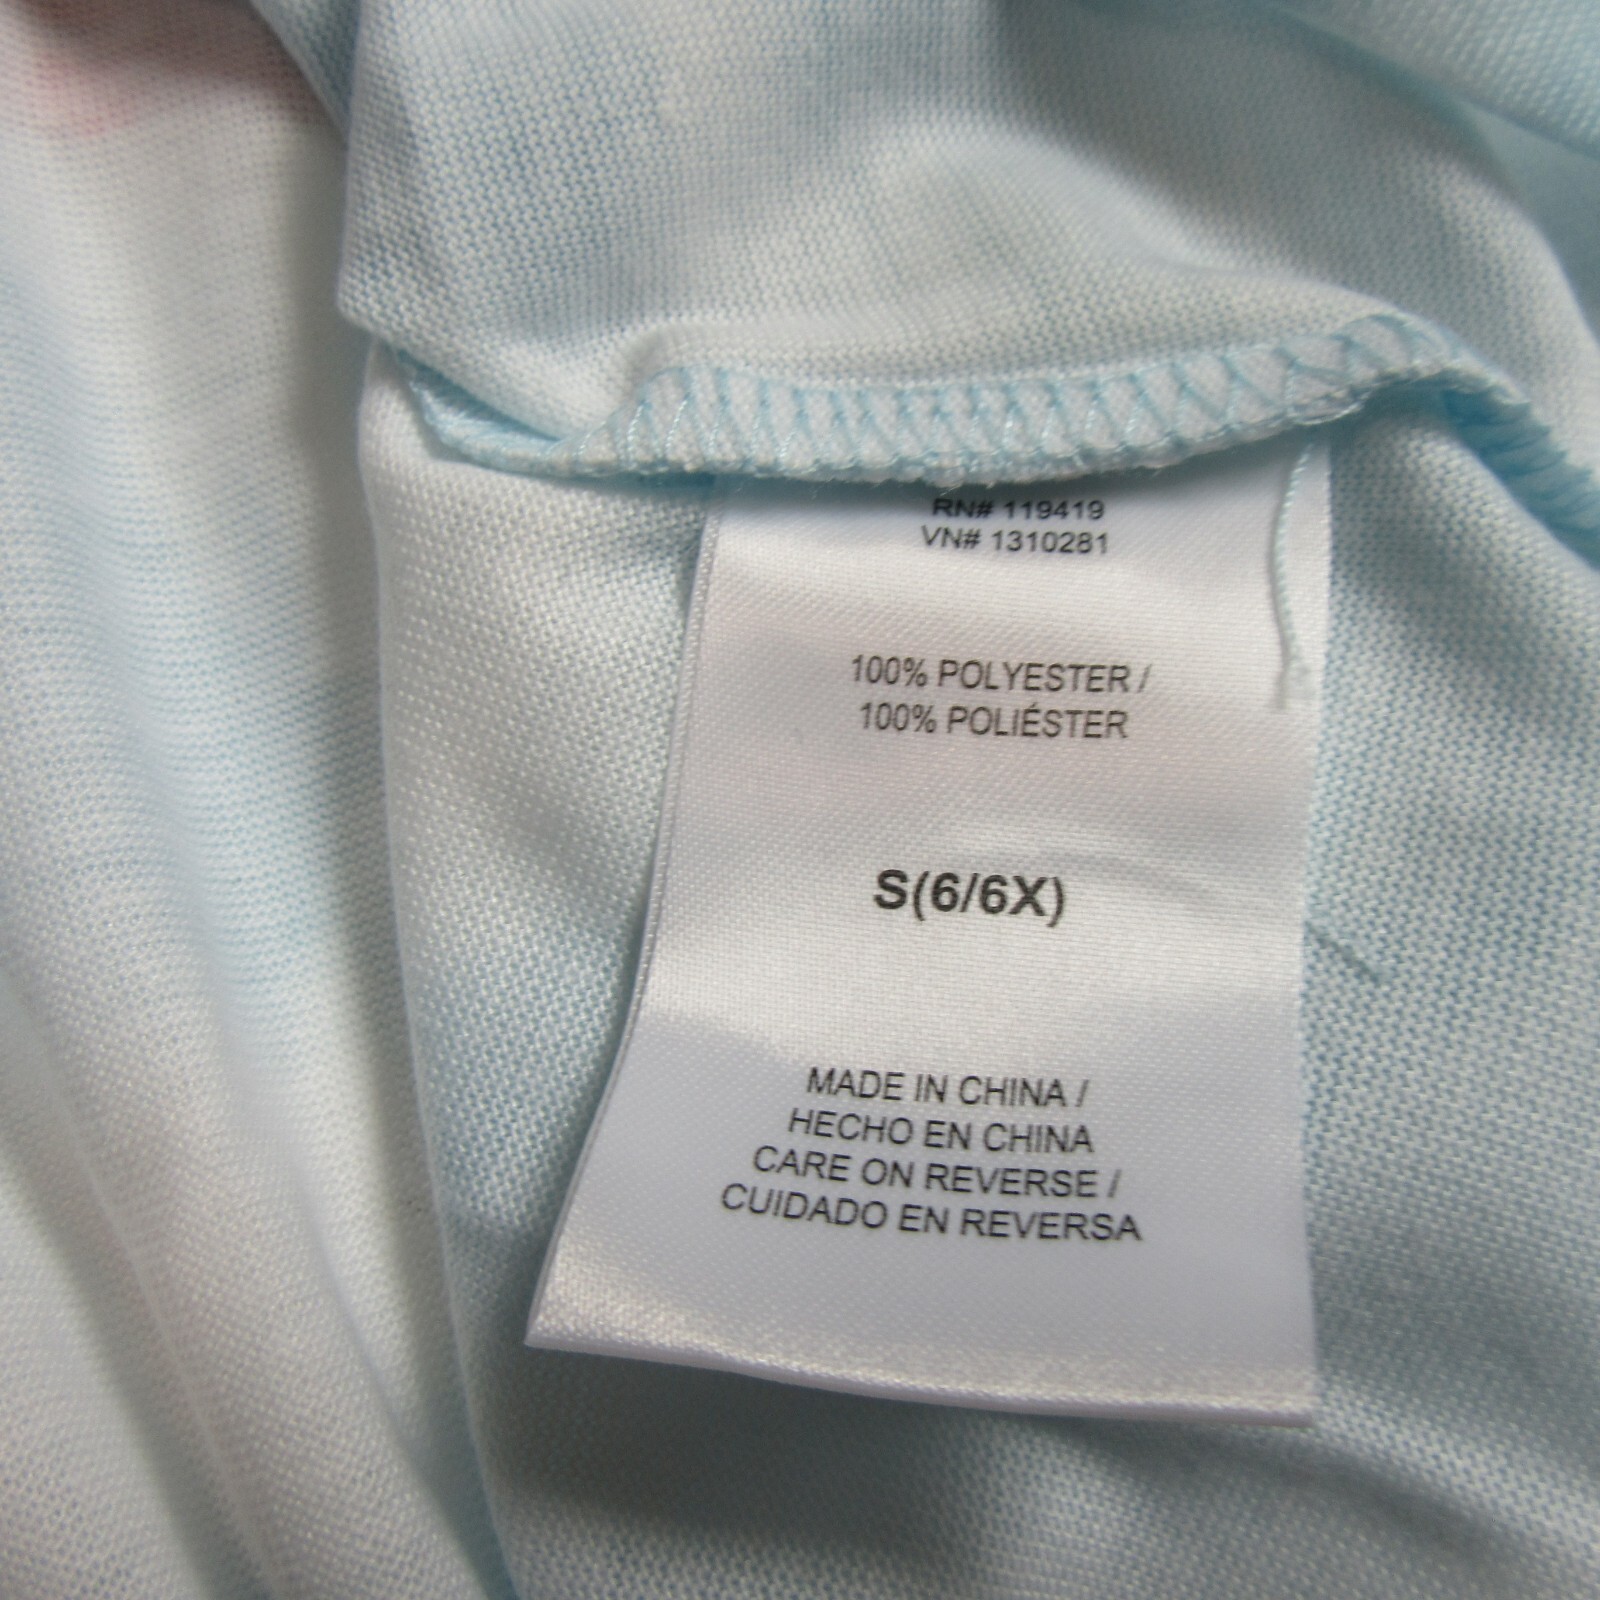 RN# 119419
VN# 1310281
100% POLYESTER /
100% POLIÉSTER
S(6/6X)
MADE IN CHINA /
HECHO EN CHINA
CARE ON REVERSE /
CUIDADO EN REVERSA